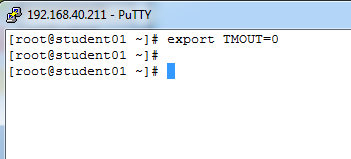 192.168.40.211 - PuTTY
[root@student01 ~]# export TMOUT=0
[root@student01 ~]#
[root@student01 ~]#